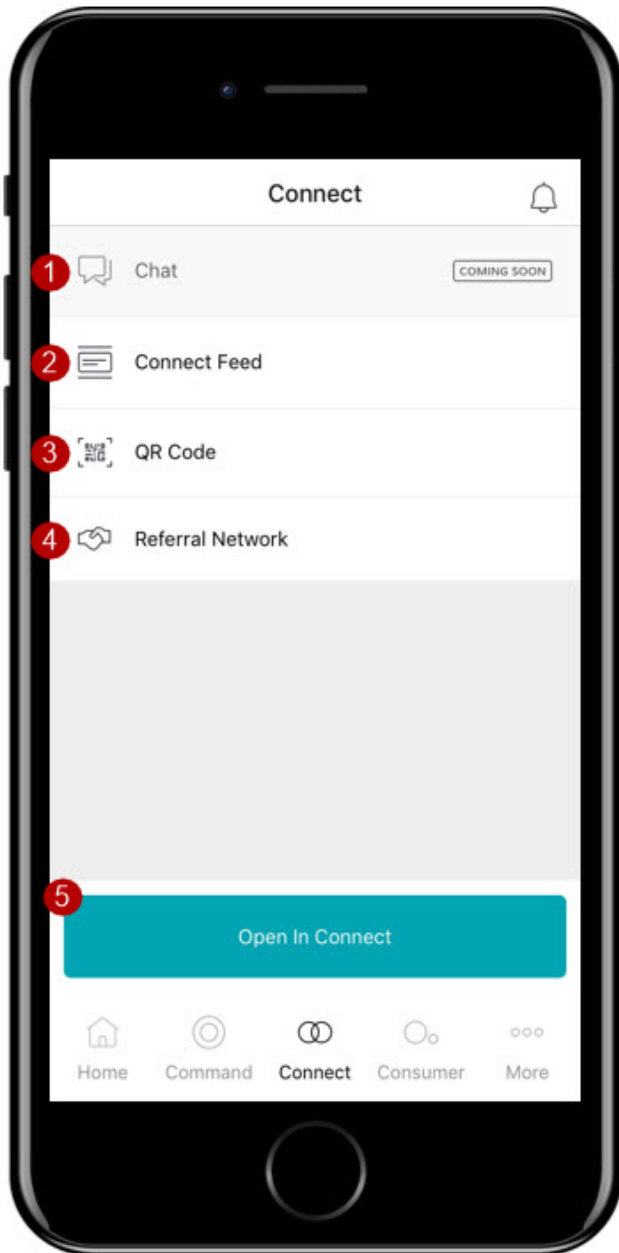 Connect
1 Chat COMING SOON
2 Connect Feed
3 QR Code
4 Referral Network
5
Open In Connect
Home Command Connect Consumer More